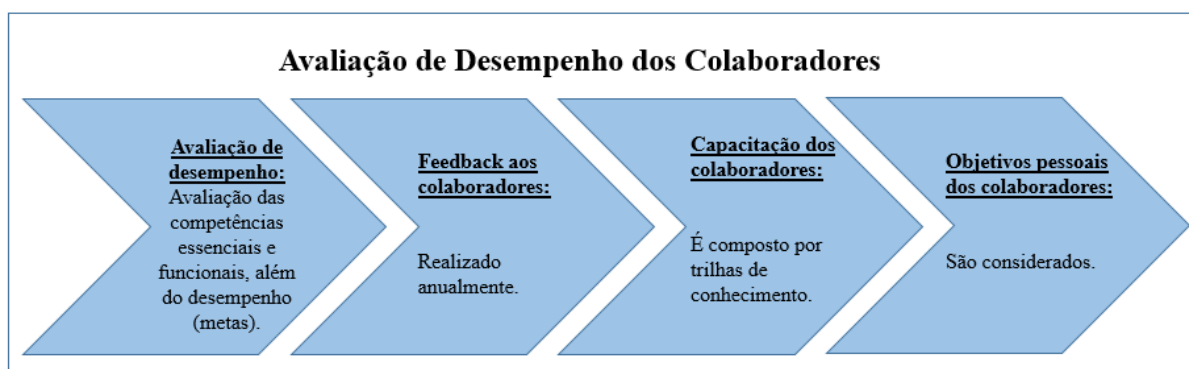 Avaliação de Desempenho dos Colaboradores
Avaliação de
desempenho:
Avaliação das
competências
essenciais e
funcionais, além
do desempenho
(metas).
Feedback aos
colaboradores:
Realizado
anualmente.
Capacitação dos
colaboradores:
É composto por
trilhas de
conhecimento.
Objetivos pessoais
dos colaboradores:
São considerados.